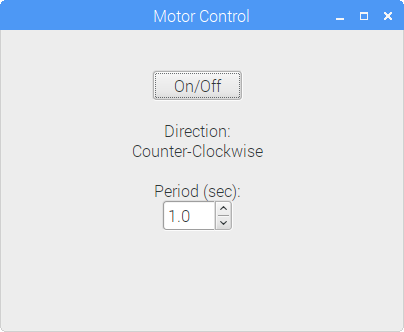 Motor Control
On/Off
Direction:
Counter-Clockwise
Period (sec):
1.0